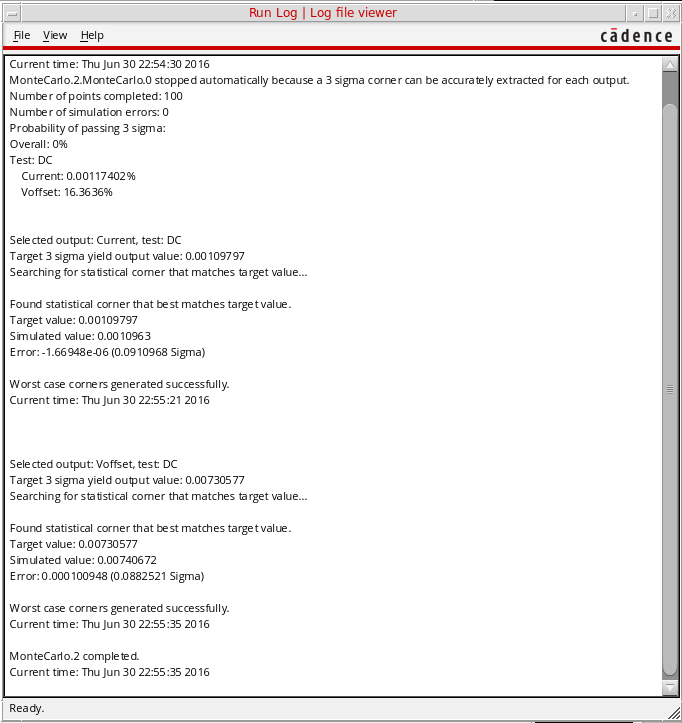 Run Log | Log file viewer
File View Help
cādence
Current time: Thu Jun 30 22:54:30 2016
MonteCarlo.2.MonteCarlo.0 stopped automatically because a 3 sigma corner can be accurately extracted for each output.
Number of points completed: 100
Number of simulation errors: 0
Probability of passing 3 sigma:
Overall: 0%
Test: DC
Current: 0.00117402%
Voffset: 16.3636%
Selected output: Current, test: DC
Target 3 sigma yield output value: 0.00109797
Searching for statistical corner that matches target value...
Found statistical corner that best matches target value.
Target value: 0.00109797
Simulated value: 0.0010963
Error: -1.66948e-06 (0.0910968 Sigma)
Worst case corners generated successfully.
Current time: Thu Jun 30 22:55:21 2016
Selected output: Voffset, test: DC
Target 3 sigma yield output value: 0.00730577
Searching for statistical corner that matches target value...
Found statistical corner that best matches target value.
Target value: 0.00730577
Simulated value: 0.00740672
Error: 0.000100948 (0.0882521 Sigma)
Worst case corners generated successfully.
Current time: Thu Jun 30 22:55:35 2016
MonteCarlo.2 completed.
Current time: Thu Jun 30 22:55:35 2016
Ready.